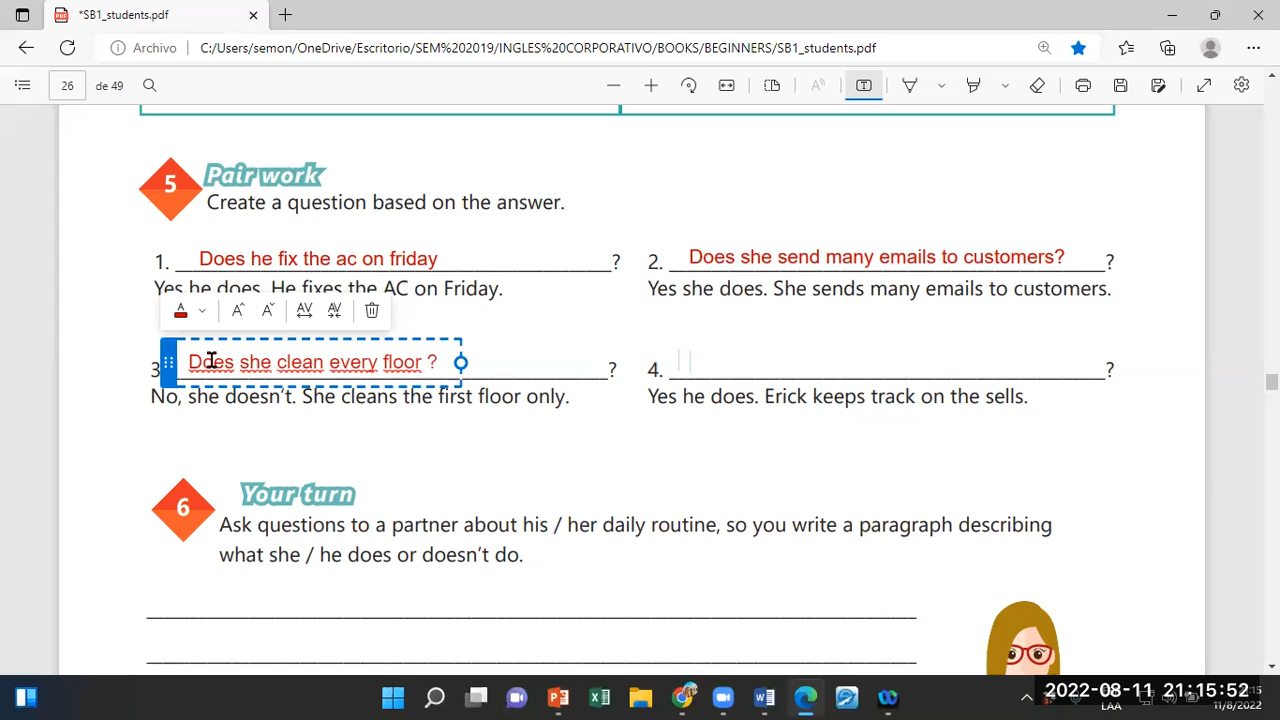 *SB1_students.pdf
Archivo
C:/Users/semon/OneDrive/Escritorio/SEM%202019/INGLES%20CORPORATIVO/BOOKS/BEGINNERS/SB1_students.pdf
26 de 49
5 Pair work
Create a question based on the answer.
1. Does he fix the ac on friday ?
Yes he does. He fixes the AC on Friday.
2. Does she send many emails to customers? ?
Yes she does. She sends many emails to customers.
3 Does she clean every floor ? ?
No, she doesn't. She cleans the first floor only.
4. ?
Yes he does. Erick keeps track on the sells.
6 Your turn
Ask questions to a partner about his / her daily routine, so you write a paragraph describing
what she / he does or doesn't do.
2022-08-11 21:15:52
LAA
11/8/2022